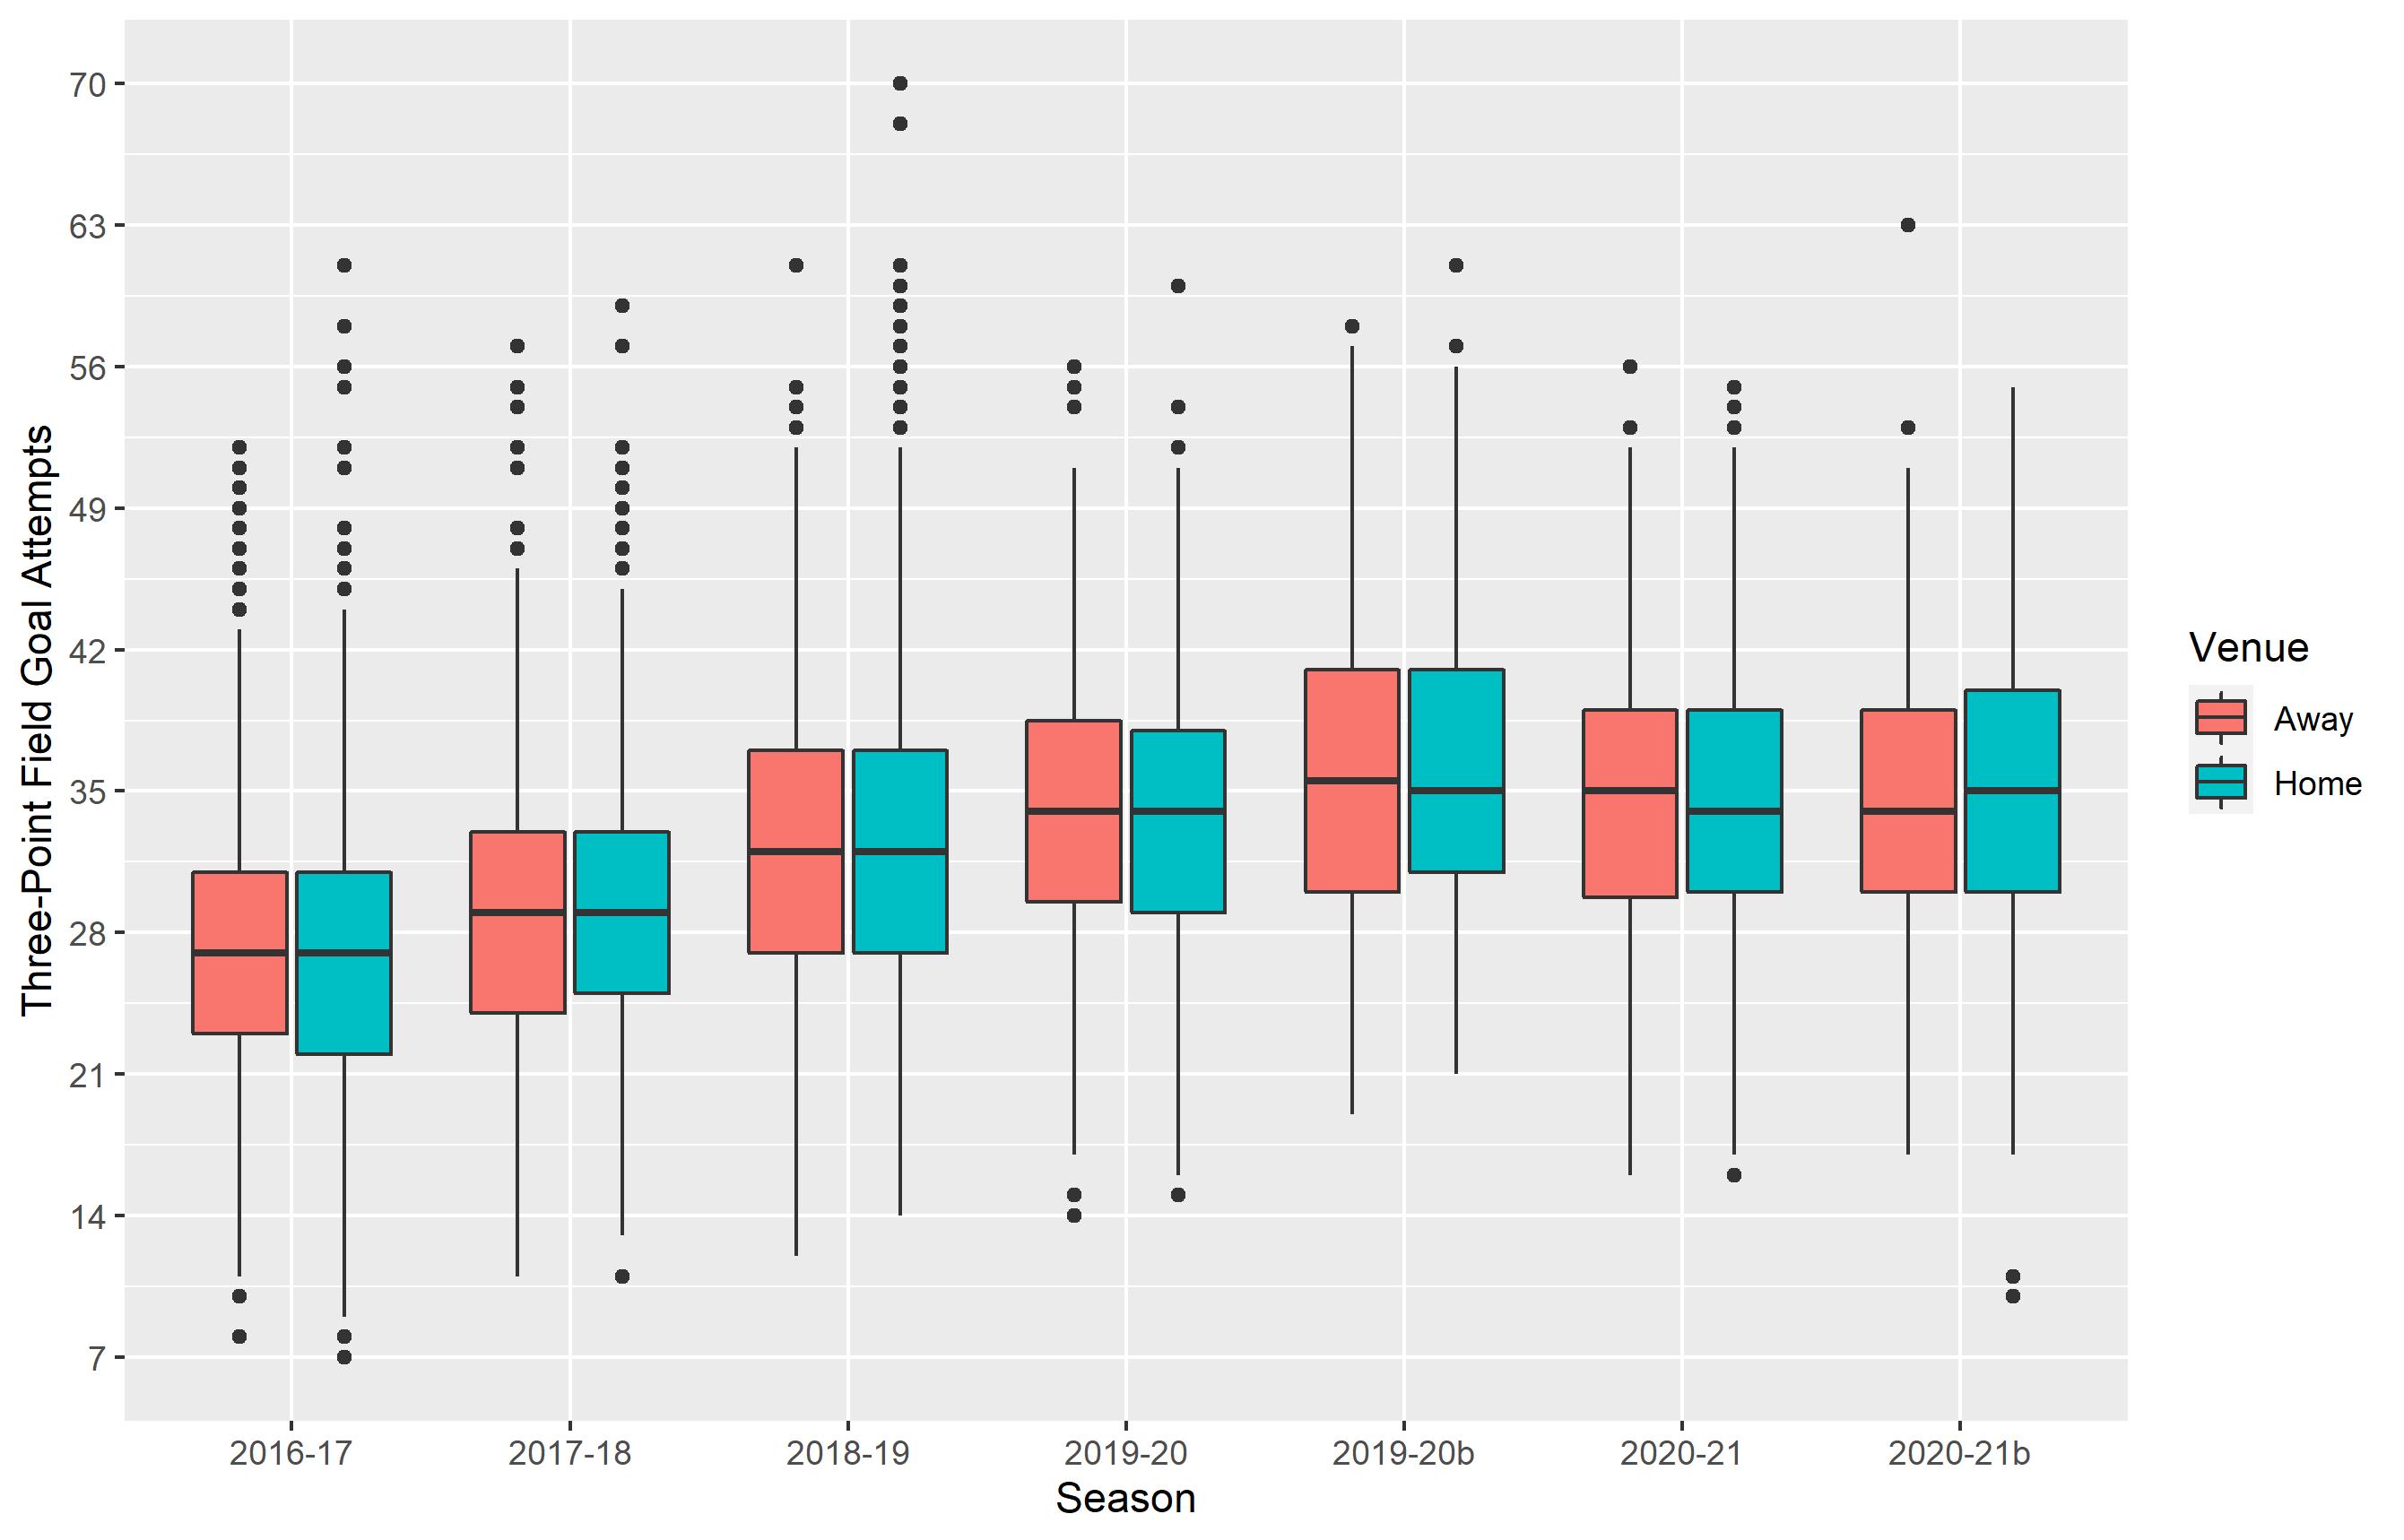 Three-Point Field Goal Attempts
70
63
56
49
42
35
28
21
14
7
2016-17 2017-18 2018-19 2019-20 2019-20b 2020-21 2020-21b
Season
Venue
Away
Home